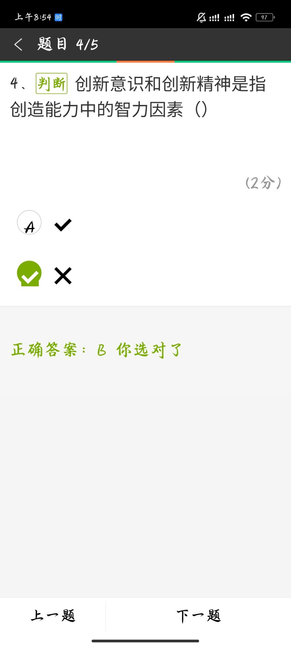 上午8:54
97
题目 4/5
4、判断 创新意识和创新精神是指
创造能力中的智力因素（）
(2分)
A
正确答案：B 你选对了
上一题
下一题